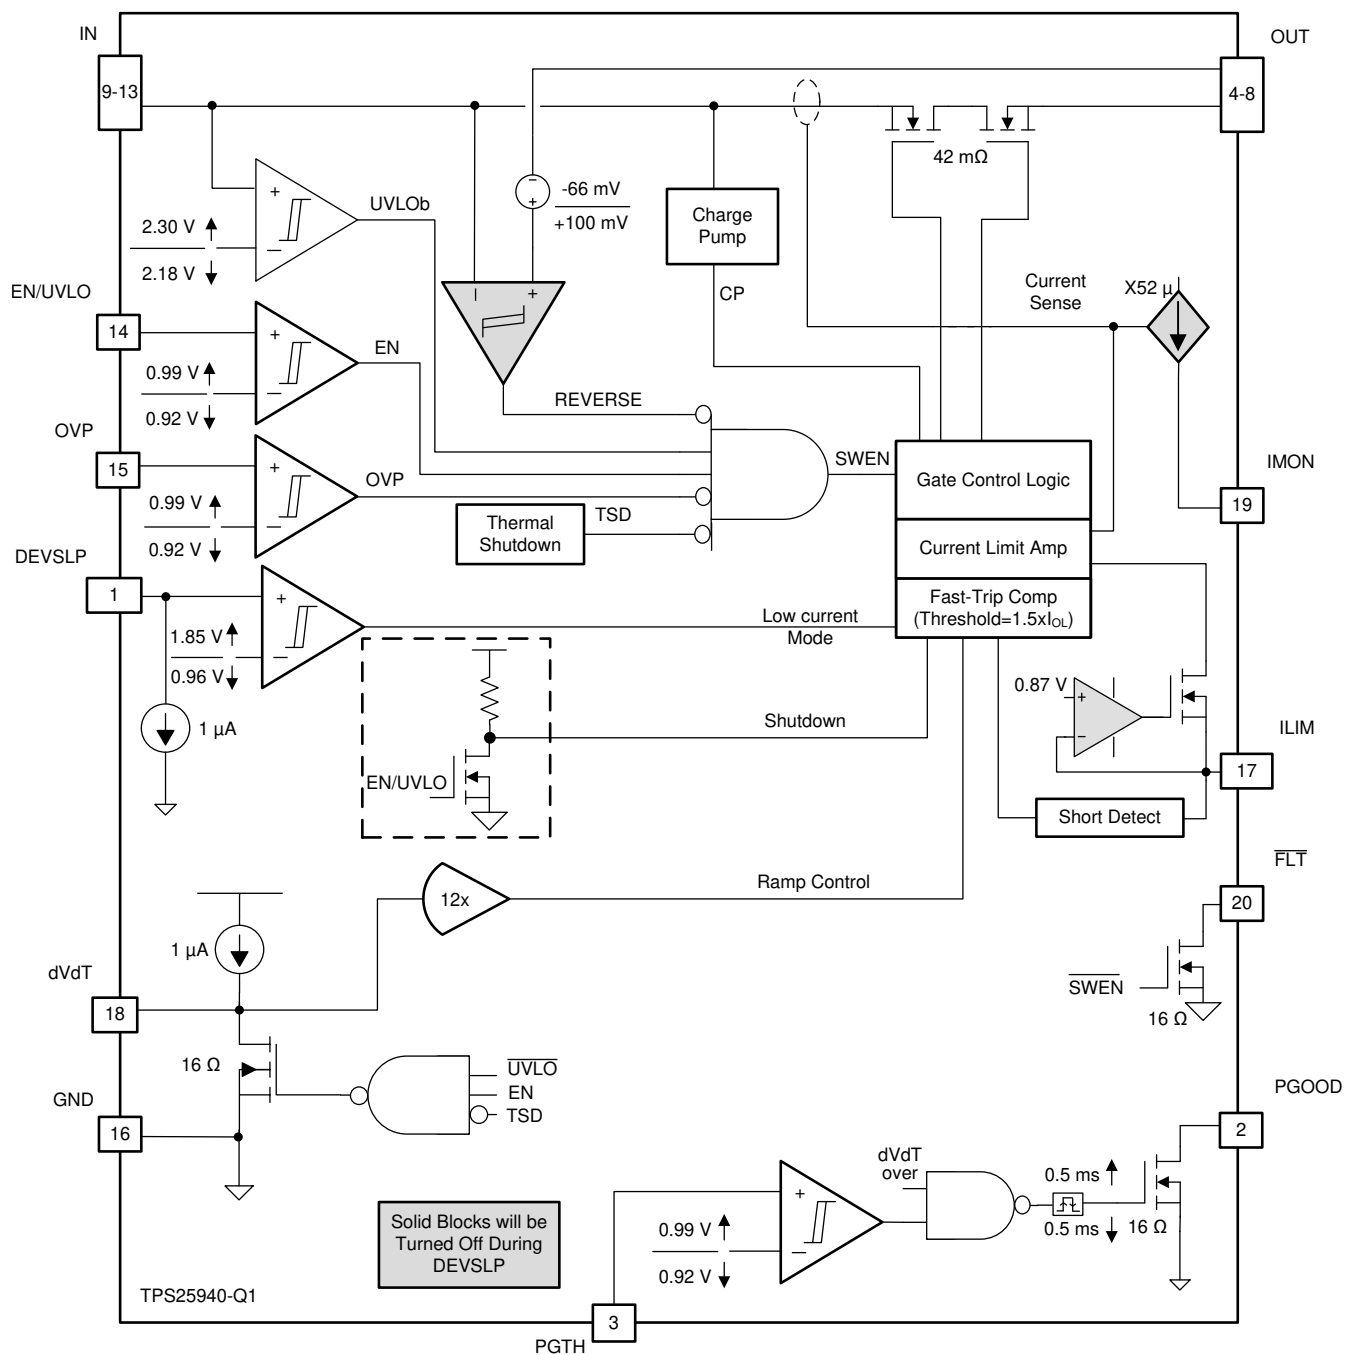 IN
OUT
9-13
4-8
42 mΩ
-66 mV
+100 mV
+
−
2.30 V
2.18 V
UVLOb
−
+
Charge
Pump
CP
Current
Sense
X52 µ
EN/UVLO
14
+
−
0.99 V
0.92 V
EN
−
+
REVERSE
OVP
15
+
−
0.99 V
0.92 V
OVP
Thermal
Shutdown
TSD
SWEN
Gate Control Logic
Current Limit Amp
Fast-Trip Comp
(Threshold=1.5xIOL)
IMON
19
DEVSLP
1
+
−
1.85 V
0.96 V
1 µA
Low current
Mode
Shutdown
EN/UVLO
0.87 V
+
−
ILIM
17
Short Detect
FLT
20
SWEN
16 Ω
12x
Ramp Control
1 µA
dVdT
18
16 Ω
UVLO
EN
TSD
GND
16
PGOOD
2
dVdT
over
+
−
0.99 V
0.92 V
0.5 ms
0.5 ms
16 Ω
Solid Blocks will be
Turned Off During
DEVSLP
TPS25940-Q1
3
PGTH